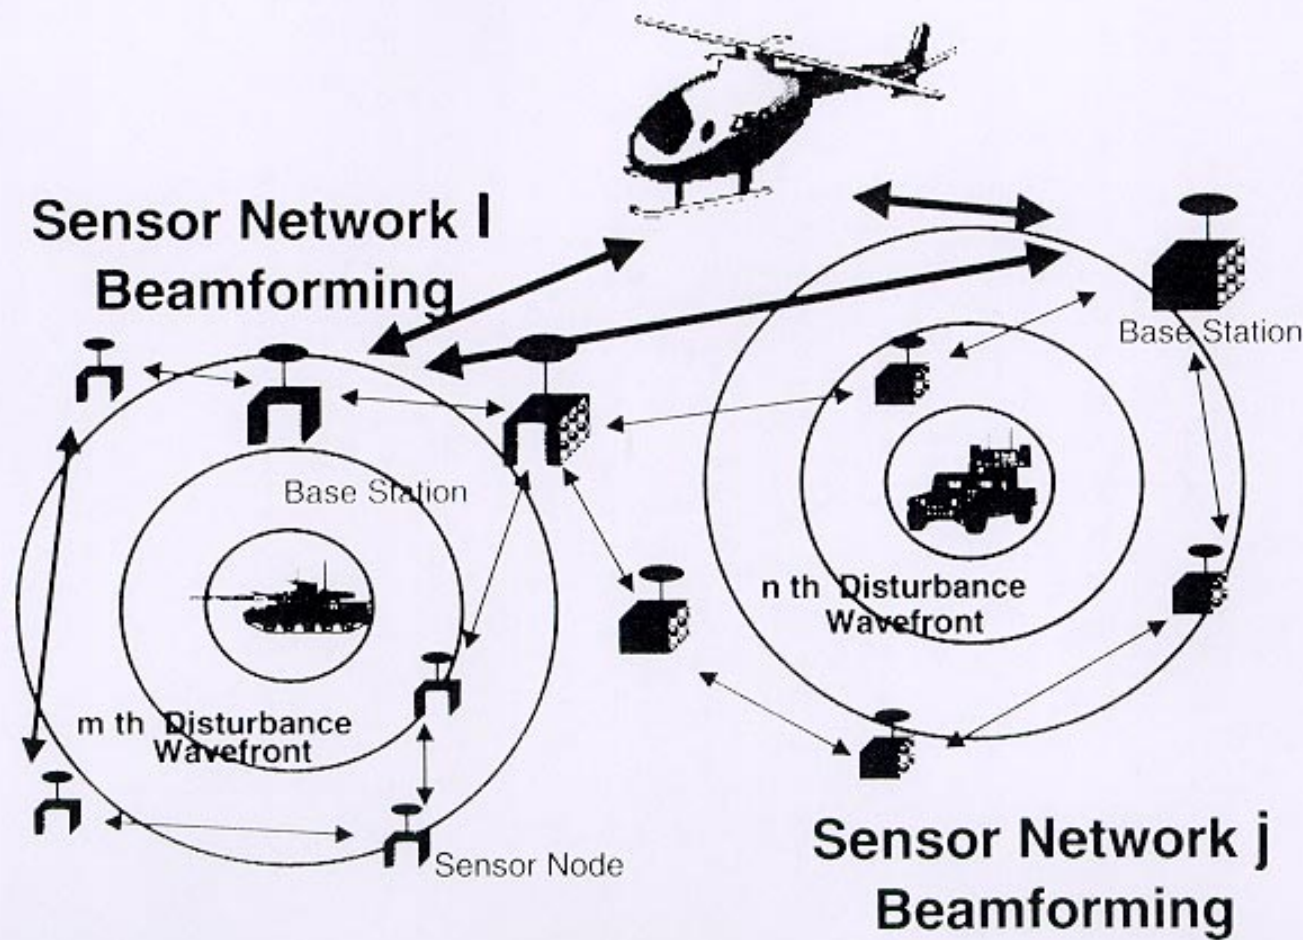 Sensor Network l
Beamforming
Base Station
Base Station
n th Disturbance
Wavefront
m th Disturbance
Wavefront
Sensor Node
Sensor Network j
Beamforming